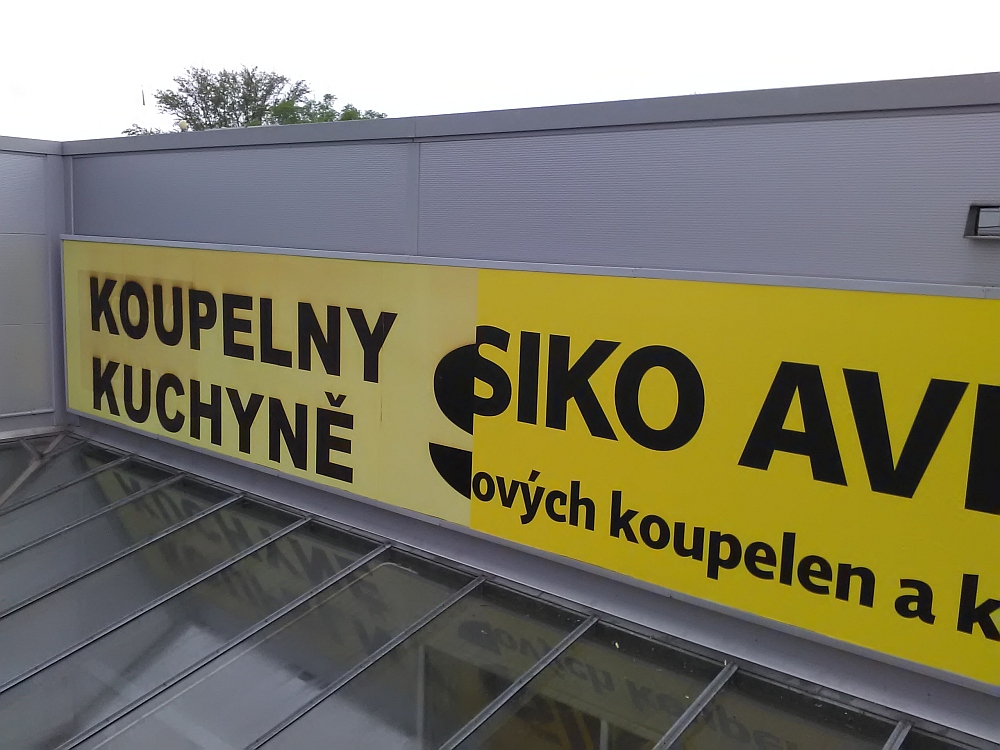 KOUPELNY
KUCHYNĚ
S
SIKO AV
ových koupelen a k